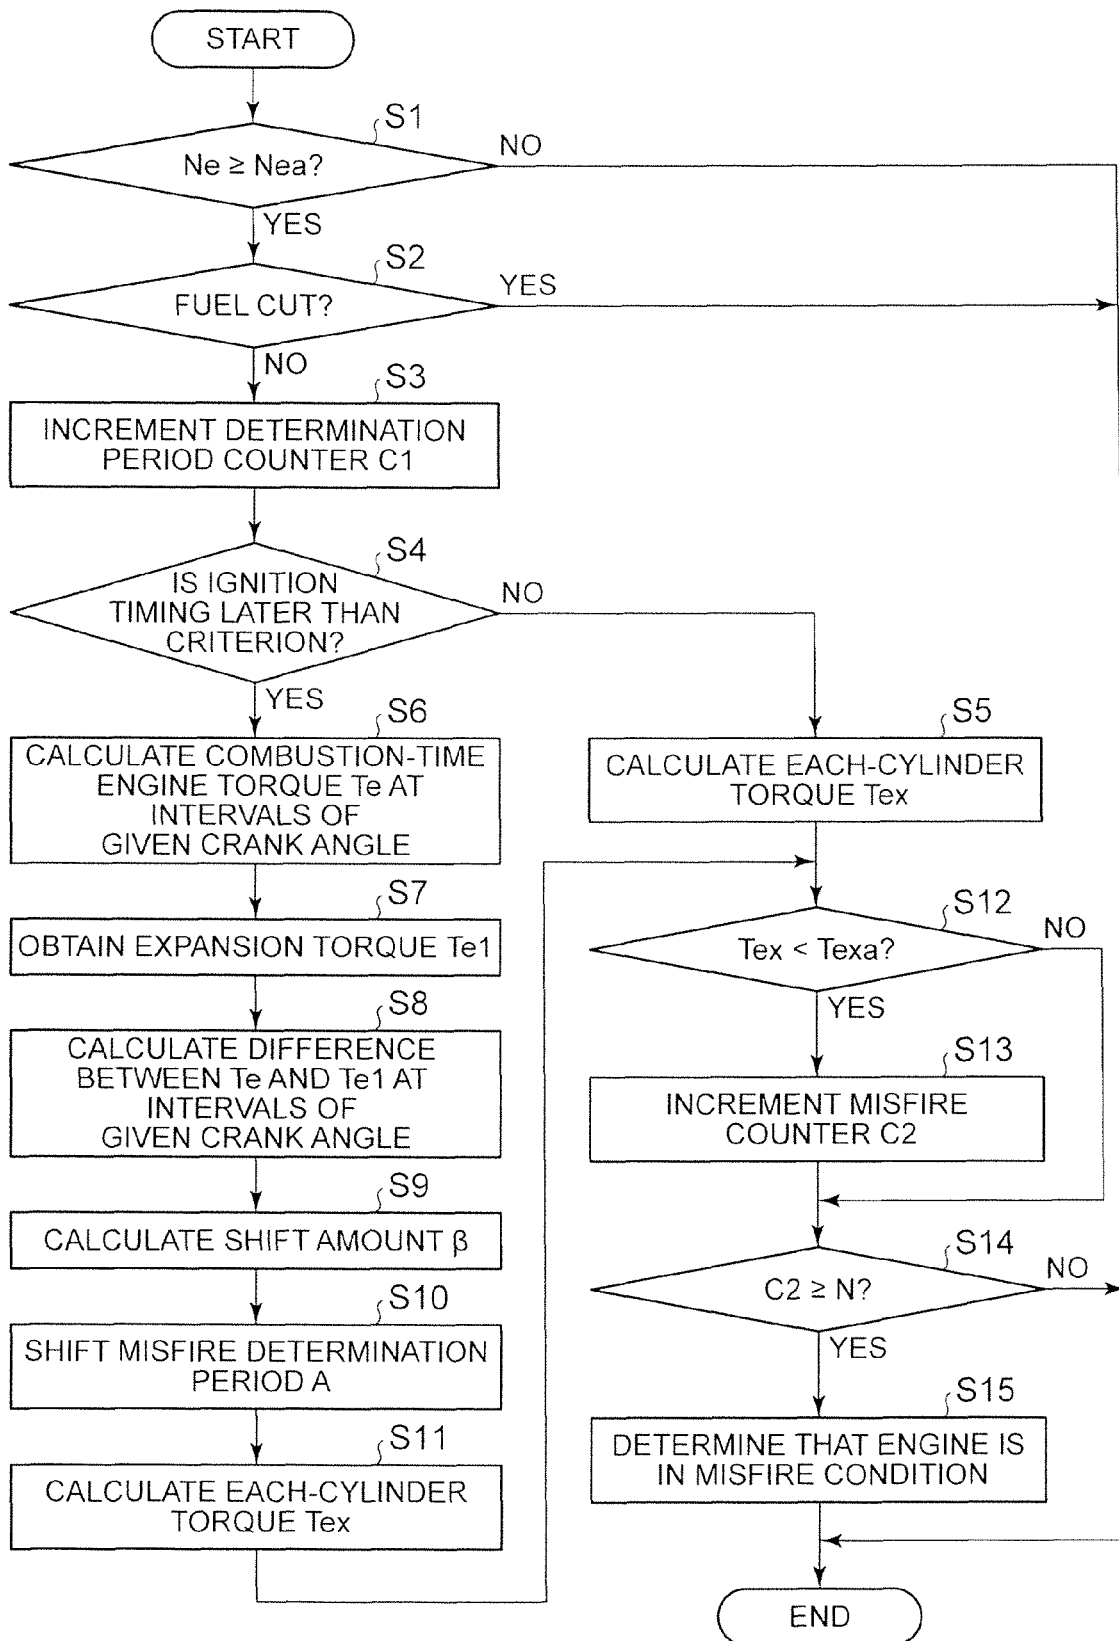 START
S1
Ne ≥ Nea?
NO
YES
S2
FUEL CUT?
YES
NO
S3
INCREMENT DETERMINATION
PERIOD COUNTER C1
S4
IS IGNITION
TIMING LATER THAN
CRITERION?
NO
YES
S6
CALCULATE COMBUSTION-TIME
ENGINE TORQUE Te AT
INTERVALS OF
GIVEN CRANK ANGLE
S7
OBTAIN EXPANSION TORQUE Te1
S8
CALCULATE DIFFERENCE
BETWEEN Te AND Te1 AT
INTERVALS OF
GIVEN CRANK ANGLE
S9
CALCULATE SHIFT AMOUNT β
S10
SHIFT MISFIRE DETERMINATION
PERIOD A
S11
CALCULATE EACH-CYLINDER
TORQUE Tex
S5
CALCULATE EACH-CYLINDER
TORQUE Tex
S12
Tex < Texa?
NO
YES
S13
INCREMENT MISFIRE
COUNTER C2
S14
C2 ≥ N?
NO
YES
S15
DETERMINE THAT ENGINE IS
IN MISFIRE CONDITION
END